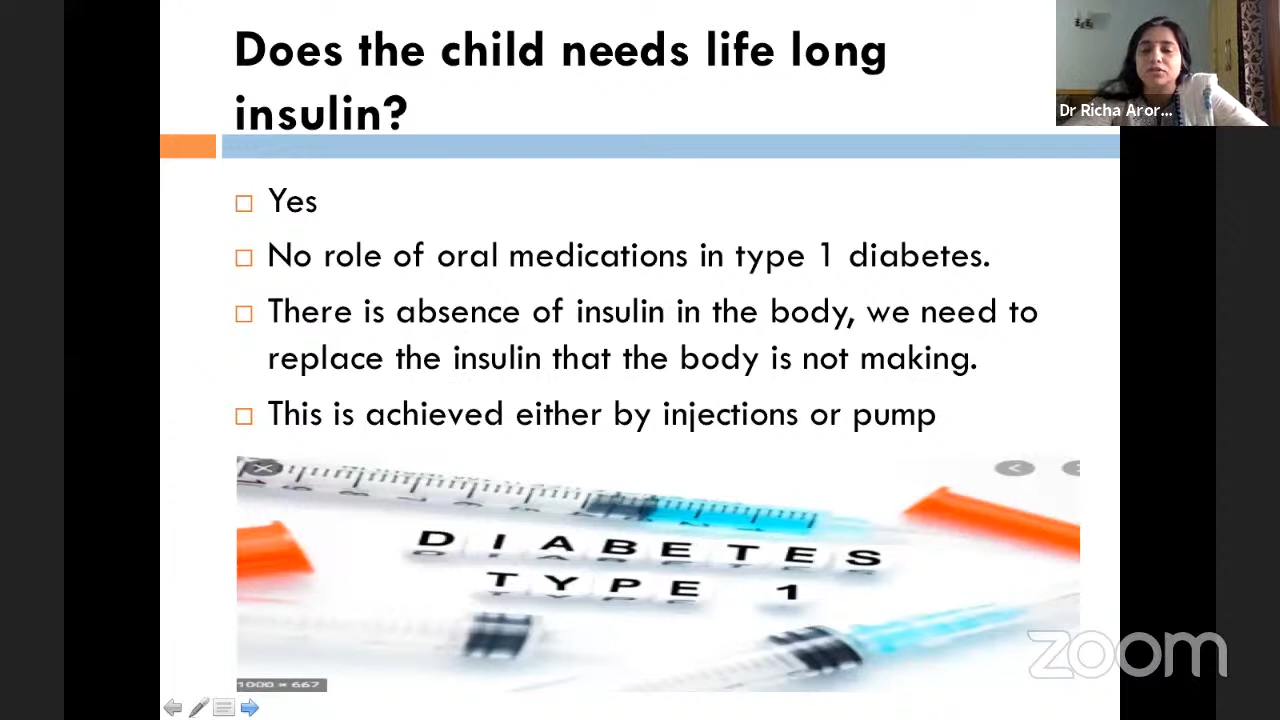 Does the child needs life long
insulin?
Dr Richa Aror...
Yes
No role of oral medications in type 1 diabetes.
There is absence of insulin in the body, we need to
replace the insulin that the body is not making.
This is achieved either by injections or pump
DIABETES
TYPE 1
zoom
1000 × 667